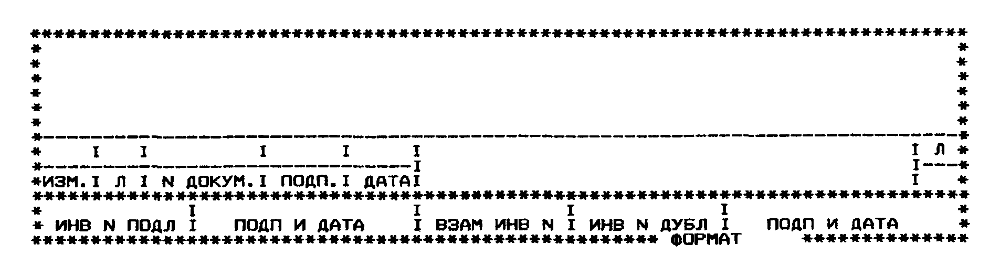 Л
ИЗМ. I Л I N ДОКУМ. I ПОДП. I ДАТАI
ИНВ N ПОДЛ I ПОДП И ДАТА I ВЗАМ ИНВ N I ИНВ N ДУБЛ I ПОДП И ДАТА
ФОРМАТ